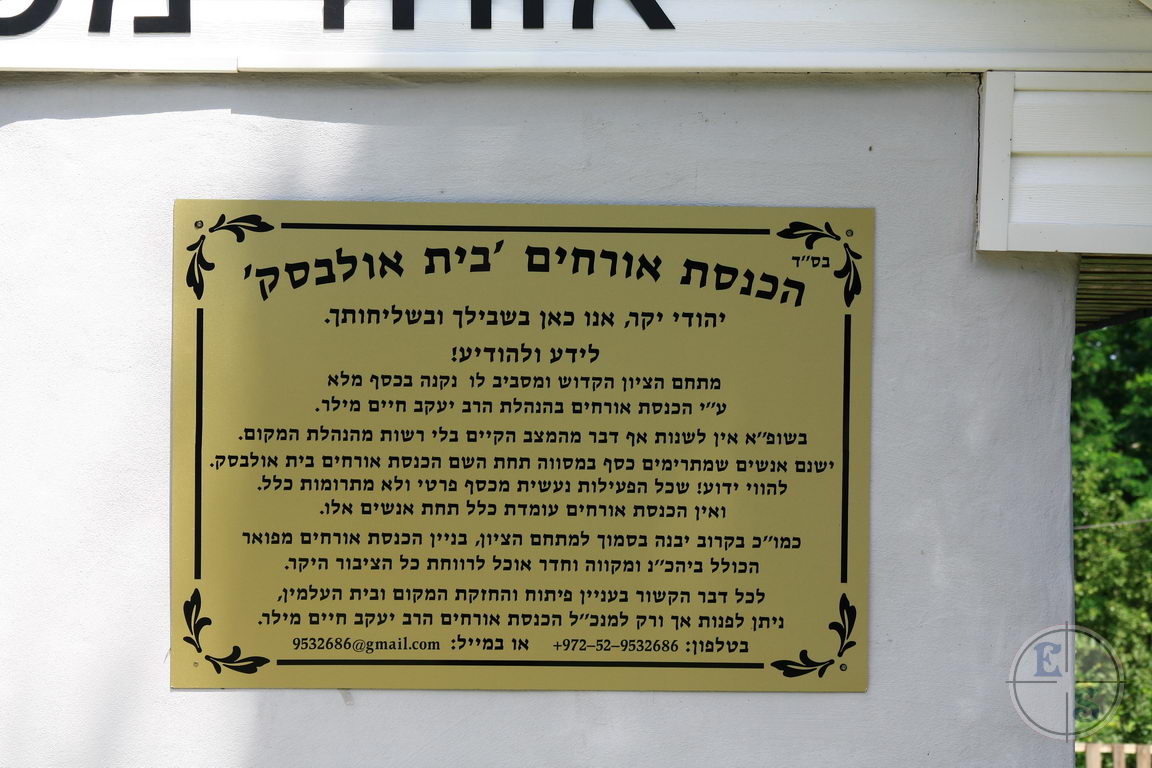 בס״ד
הכנסת אורחים 'בית אולבסק'
יהודי יקר, אנו כאן בשבילך ובשליחותך.
לידע ולהודיע!
מתחם הציון הקדוש ומסביב לו נקנה בכסף מלא
ע״י הכנסת אורחים בהנהלת הרב יעקב חיים מילר.
בשופ״א אין לשנות אף דבר מהמצב הקיים בלי רשות מהנהלת המקום.
ישנם אנשים שמתרימים כסף במסווה תחת השם הכנסת אורחים בית אולבסק.
להווי ידוע! שכל הפעילות נעשית מכסף פרטי ולא מתרומות כלל.
ואין הכנסת אורחים עומדת כלל תחת אנשים אלו.
כמו״כ בקרוב יבנה בסמוך למתחם הציון, בניין הכנסת אורחים מפואר
הכולל ביהכ״נ ומקווה וחדר אוכל לרווחת כל הציבור היקר.
לכל דבר הקשור בעניין פיתוח והחזקת המקום ובית העלמין,
ניתן לפנות אך ורק למנכ״ל הכנסת אורחים הרב יעקב חיים מילר.
בטלפון: 972-52-9532686+ או במייל: 9532686@gmail.com
E